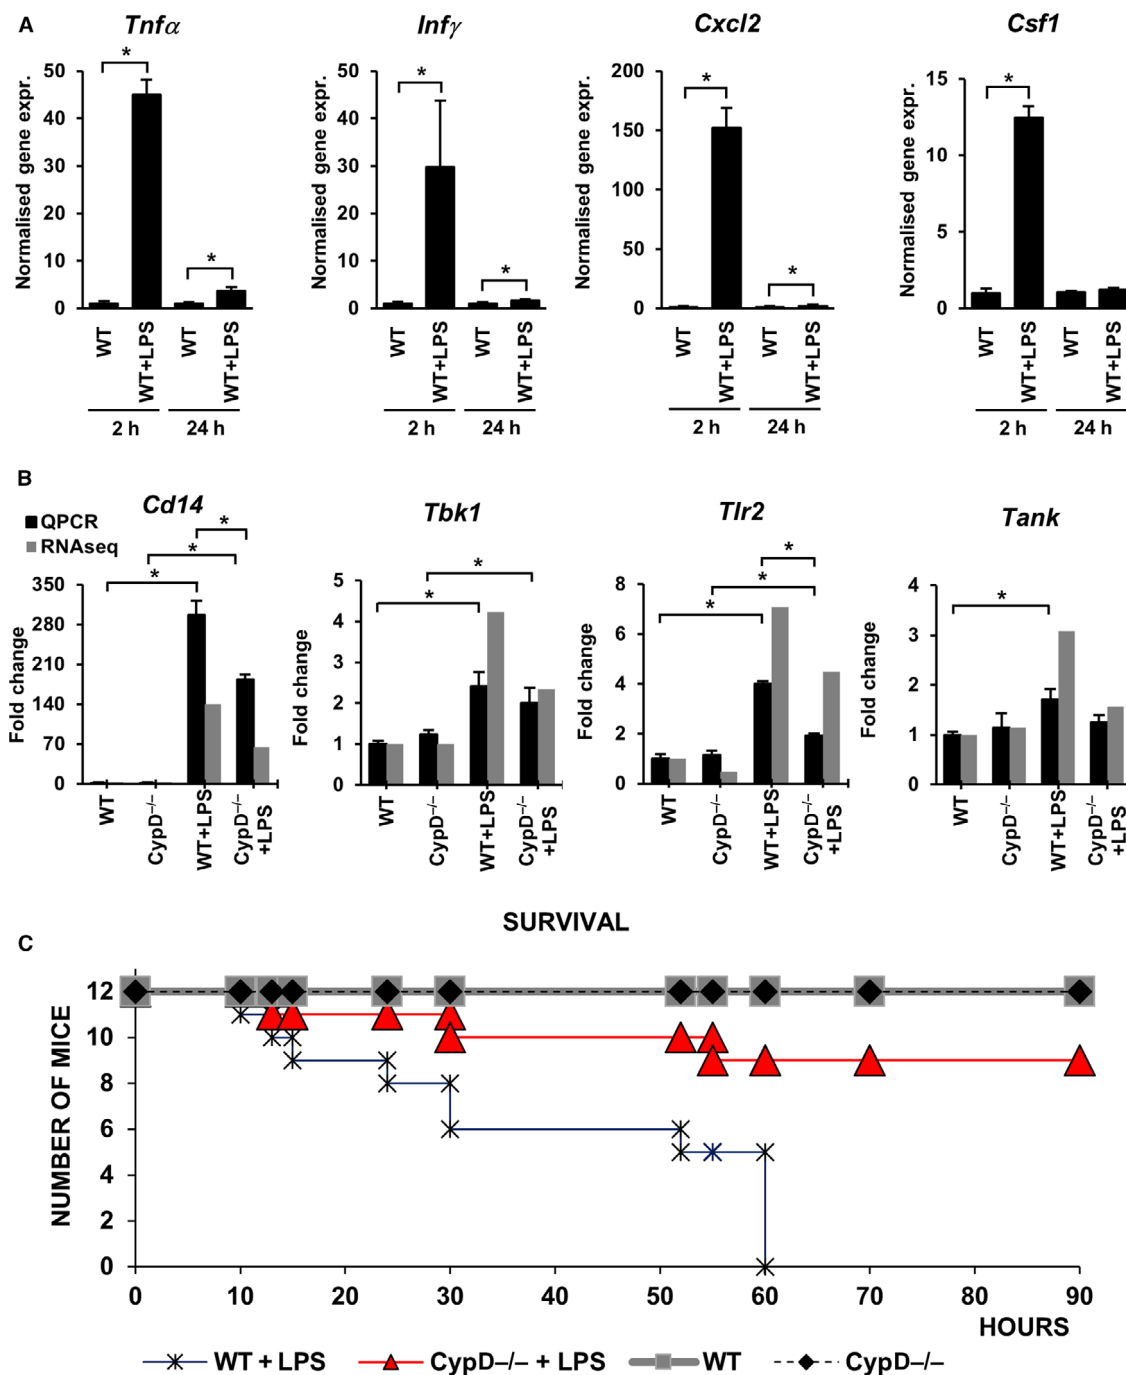 A
Tnfα
Infγ
Cxcl2
Csf1
Normalised gene expr.
50
40
30
20
10
0
*
*
WT
WT+LPS
WT
WT+LPS
2 h
24 h
Normalised gene expr.
50
40
30
20
10
0
*
*
WT
WT+LPS
WT
WT+LPS
2 h
24 h
Normalised gene expr.
200
150
100
50
0
*
*
WT
WT+LPS
WT
WT+LPS
2 h
24 h
Normalised gene expr.
15
10
5
0
*
WT
WT+LPS
WT
WT+LPS
2 h
24 h
B
QPCR
RNAseq
Cd14
Fold change
350
280
210
140
70
0
*
*
*
WT
CypD−/−
WT+LPS
CypD−/−
+LPS
Tbk1
Fold change
5
4
3
2
1
0
*
*
WT
CypD−/−
WT+LPS
CypD−/−
+LPS
Tlr2
Fold change
8
6
4
2
0
*
*
*
WT
CypD−/−
WT+LPS
CypD−/−
+LPS
Tank
Fold change
4
3
2
1
0
*
WT
CypD−/−
WT+LPS
CypD−/−
+LPS
C
SURVIVAL
NUMBER OF MICE
12
10
8
6
4
2
0
0 10 20 30 40 50 60 70 80 90
HOURS
WT + LPS CypD−/− + LPS WT CypD−/−